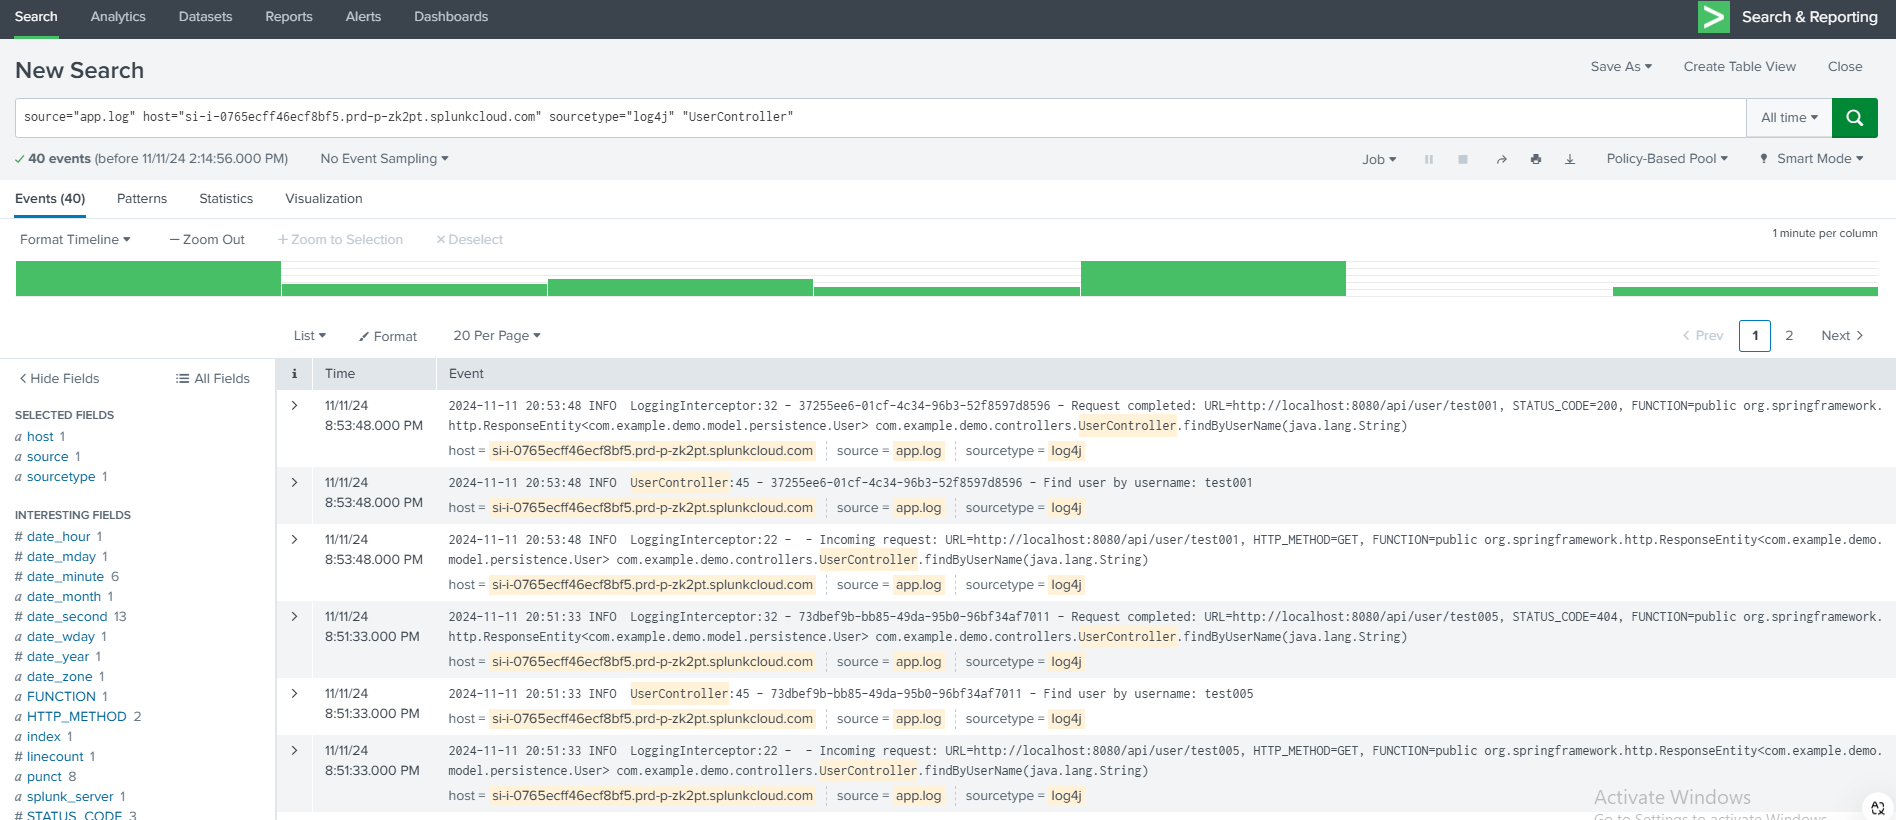 Search Analytics Datasets Reports Alerts Dashboards Search & Reporting
New Search
Save As Create Table View Close
source="app.log" host="si-i-0765ecff46ecf8bf5.prd-p-zk2pt.splunkcloud.com" sourcetype="log4j" "UserController"
All time
40 events (before 11/11/24 2:14:56.000 PM) No Event Sampling
Job Policy-Based Pool Smart Mode
Events (40) Patterns Statistics Visualization
Format Timeline — Zoom Out + Zoom to Selection × Deselect
1 minute per column
List Format 20 Per Page
< Prev 1 2 Next >
< Hide Fields All Fields
SELECTED FIELDS
a host 1
a source 1
a sourcetype 1
INTERESTING FIELDS
# date_hour 1
# date_mday 1
# date_minute 6
a date_month 1
# date_second 13
a date_wday 1
# date_year 1
a date_zone 1
a FUNCTION 1
a HTTP_METHOD 2
a index 1
# linecount 1
a punct 8
a splunk_server 1
# STATUS_CODE 3
i Time Event
> 11/11/24
8:53:48.000 PM
2024-11-11 20:53:48 INFO LoggingInterceptor:32 - 37255ee6-01cf-4c34-96b3-52f8597d8596 - Request completed: URL=http://localhost:8080/api/user/test001, STATUS_CODE=200, FUNCTION=public org.springframework.
http.ResponseEntity<com.example.demo.model.persistence.User> com.example.demo.controllers.UserController.findByUserName(java.lang.String)
host = si-i-0765ecff46ecf8bf5.prd-p-zk2pt.splunkcloud.com source = app.log sourcetype = log4j
> 11/11/24
8:53:48.000 PM
2024-11-11 20:53:48 INFO UserController:45 - 37255ee6-01cf-4c34-96b3-52f8597d8596 - Find user by username: test001
host = si-i-0765ecff46ecf8bf5.prd-p-zk2pt.splunkcloud.com source = app.log sourcetype = log4j
> 11/11/24
8:53:48.000 PM
2024-11-11 20:53:48 INFO LoggingInterceptor:22 - - Incoming request: URL=http://localhost:8080/api/user/test001, HTTP_METHOD=GET, FUNCTION=public org.springframework.http.ResponseEntity<com.example.demo.
model.persistence.User> com.example.demo.controllers.UserController.findByUserName(java.lang.String)
host = si-i-0765ecff46ecf8bf5.prd-p-zk2pt.splunkcloud.com source = app.log sourcetype = log4j
> 11/11/24
8:51:33.000 PM
2024-11-11 20:51:33 INFO LoggingInterceptor:32 - 73dbef9b-bb85-49da-95b0-96bf34af7011 - Request completed: URL=http://localhost:8080/api/user/test005, STATUS_CODE=404, FUNCTION=public org.springframework.
http.ResponseEntity<com.example.demo.model.persistence.User> com.example.demo.controllers.UserController.findByUserName(java.lang.String)
host = si-i-0765ecff46ecf8bf5.prd-p-zk2pt.splunkcloud.com source = app.log sourcetype = log4j
> 11/11/24
8:51:33.000 PM
2024-11-11 20:51:33 INFO UserController:45 - 73dbef9b-bb85-49da-95b0-96bf34af7011 - Find user by username: test005
host = si-i-0765ecff46ecf8bf5.prd-p-zk2pt.splunkcloud.com source = app.log sourcetype = log4j
> 11/11/24
8:51:33.000 PM
2024-11-11 20:51:33 INFO LoggingInterceptor:22 - - Incoming request: URL=http://localhost:8080/api/user/test005, HTTP_METHOD=GET, FUNCTION=public org.springframework.http.ResponseEntity<com.example.demo.
model.persistence.User> com.example.demo.controllers.UserController.findByUserName(java.lang.String)
host = si-i-0765ecff46ecf8bf5.prd-p-zk2pt.splunkcloud.com source = app.log sourcetype = log4j
Activate Windows
Go to Settings to activate Windows.